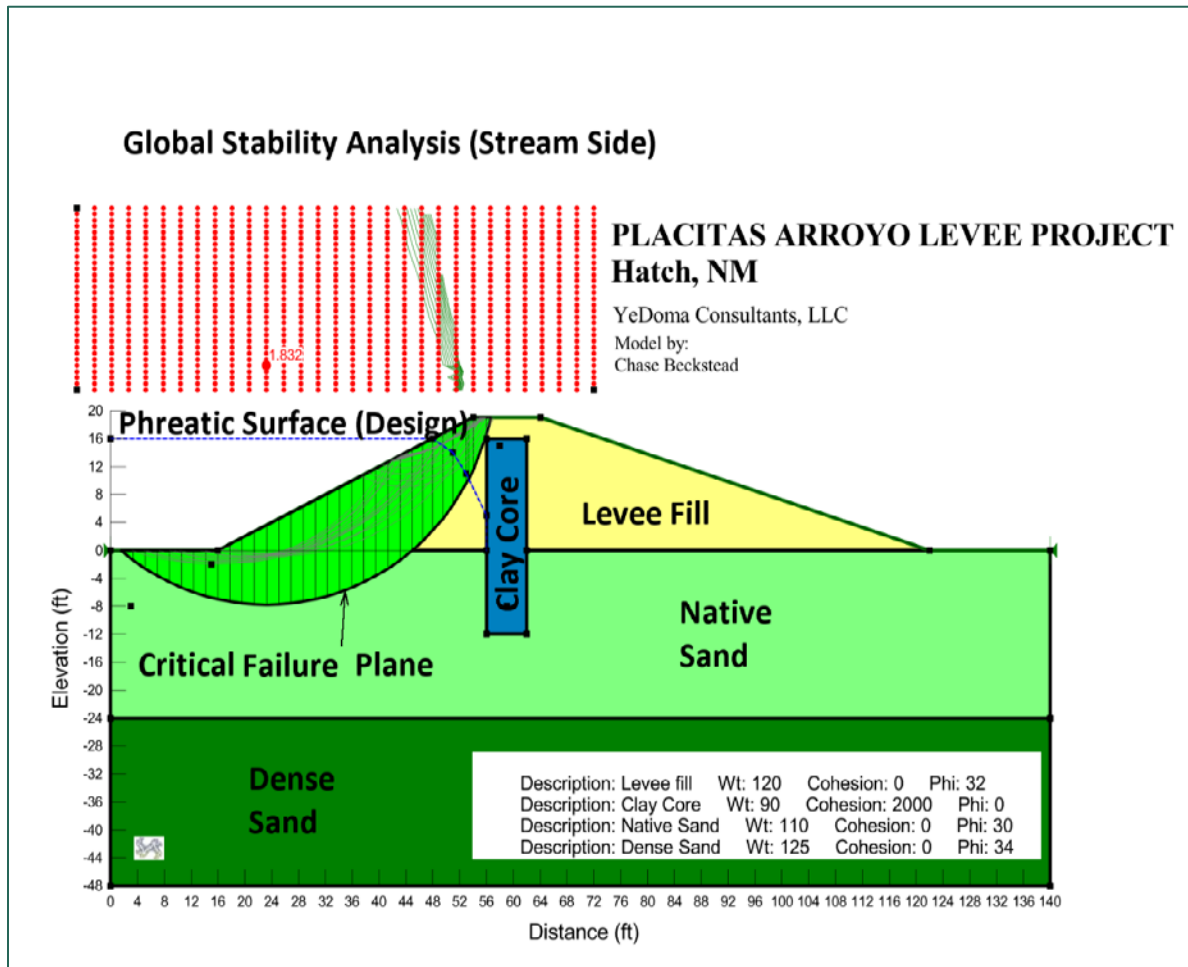 Global Stability Analysis (Stream Side)
PLACITAS ARROYO LEVEE PROJECT
Hatch, NM
YeDoma Consultants, LLC
Model by:
Chase Beckstead
1.832
Phreatic Surface (Design)
Clay Core
Levee Fill
Native
Sand
Critical Failure Plane
Dense
Sand
Description: Levee fill Wt: 120 Cohesion: 0 Phi: 32
Description: Clay Core Wt: 90 Cohesion: 2000 Phi: 0
Description: Native Sand Wt: 110 Cohesion: 0 Phi: 30
Description: Dense Sand Wt: 125 Cohesion: 0 Phi: 34
Elevation (ft)
20
16
12
8
4
0
-4
-8
-12
-16
-20
-24
-28
-32
-36
-40
-44
-48
0 4 8 12 16 20 24 28 32 36 40 44 48 52 56 60 64 68 72 76 80 84 88 92 96 100 104 108 112 116 120 124 128 132 136 140
Distance (ft)